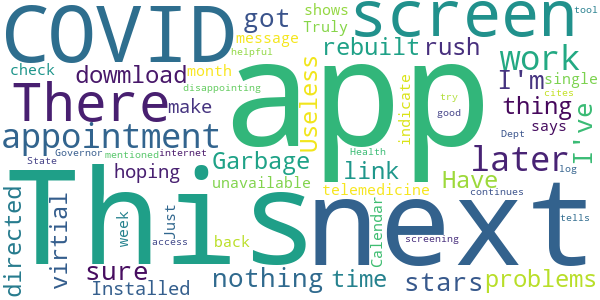 COVID
got
shows
Truly
screen
tool
message
helpful
rebuilt
rush
check
dowmload
month
disappointing
app
work
There
make
Useless
indicate
try
good
I'm
single
thing
cites
I've
appointment
Garbage
says
later
State
Governor
mentioned
internet
hoping
link
Health
Dept
log
This
unavailable
telemedicine
Have
next
continues
directed
virtial
week
Just
access
back
Calendar
screening
tells
sure
Installed
nothing
time
stars
problems